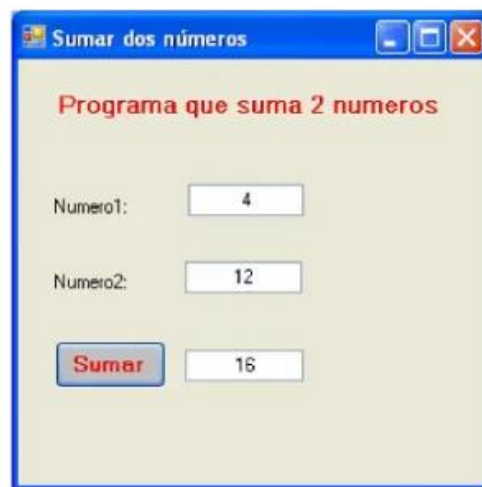 Sumar dos números
Programa que suma 2 numeros
Numero1: 4
Numero2: 12
Sumar 16